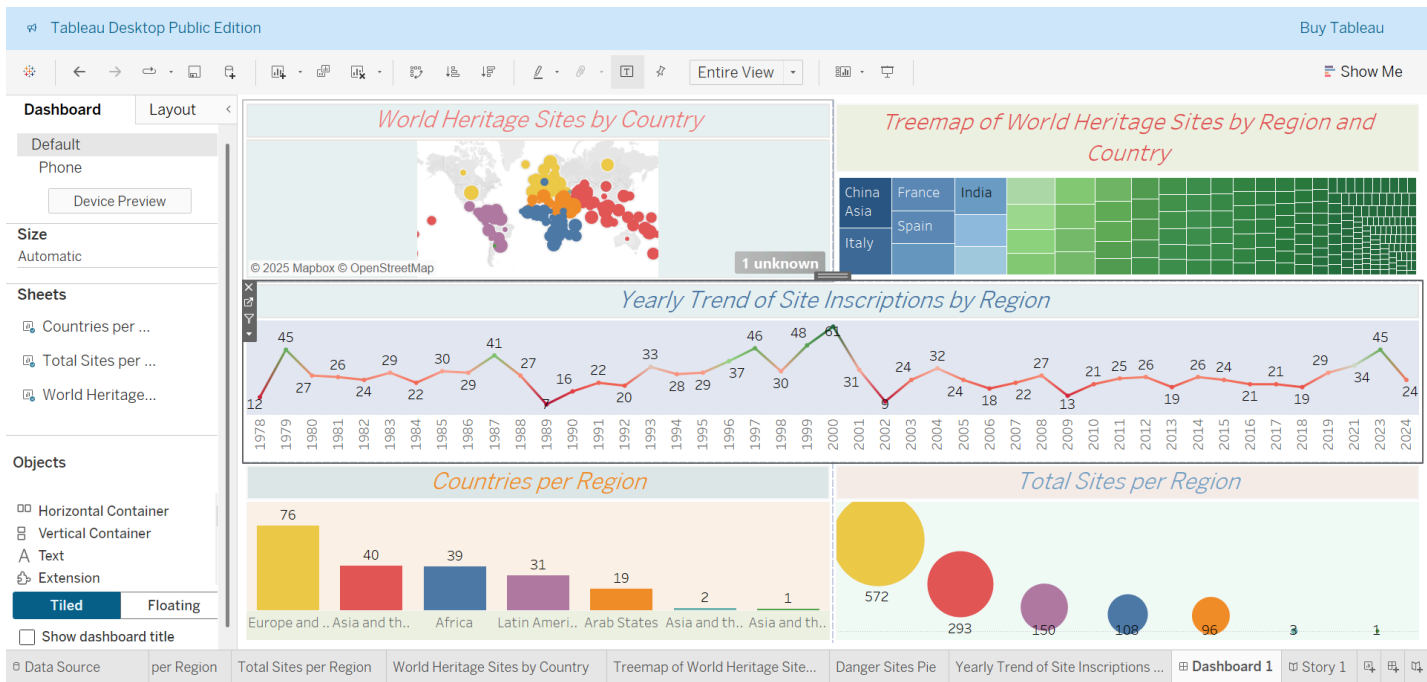 Tableau Desktop Public Edition
Buy Tableau
Entire View
Show Me
Dashboard
Layout
Default
Phone
Device Preview
Size
Automatic
Sheets
Countries per ...
Total Sites per ...
World Heritage...
Objects
Horizontal Container
Vertical Container
Text
Extension
Tiled
Floating
Show dashboard title
World Heritage Sites by Country
© 2025 Mapbox © OpenStreetMap
1 unknown
Treemap of World Heritage Sites by Region and
Country
China
Asia
Italy
France
Spain
India
Yearly Trend of Site Inscriptions by Region
12 45 27 26 24 29 22 30 29 41 27 7 16 22 20 33 28 29 37 46 30 48 61 31 9 24 32 24 18 22 27 13 21 25 26 19 26 24 21 21 19 29 34 45 24
1978 1979 1980 1981 1982 1983 1984 1985 1986 1987 1988 1989 1990 1991 1992 1993 1994 1995 1996 1997 1998 1999 2000 2001 2002 2003 2004 2005 2006 2007 2008 2009 2010 2011 2012 2013 2014 2015 2016 2017 2018 2019 2021 2023 2024
Countries per Region
76 40 39 31 19 2 1
Europe and .. Asia and th.. Africa Latin Ameri.. Arab States Asia and th.. Asia and th..
Total Sites per Region
572 293 150 108 96 3 1
Data Source
per Region
Total Sites per Region
World Heritage Sites by Country
Treemap of World Heritage Site...
Danger Sites Pie
Yearly Trend of Site Inscriptions ...
Dashboard 1
Story 1